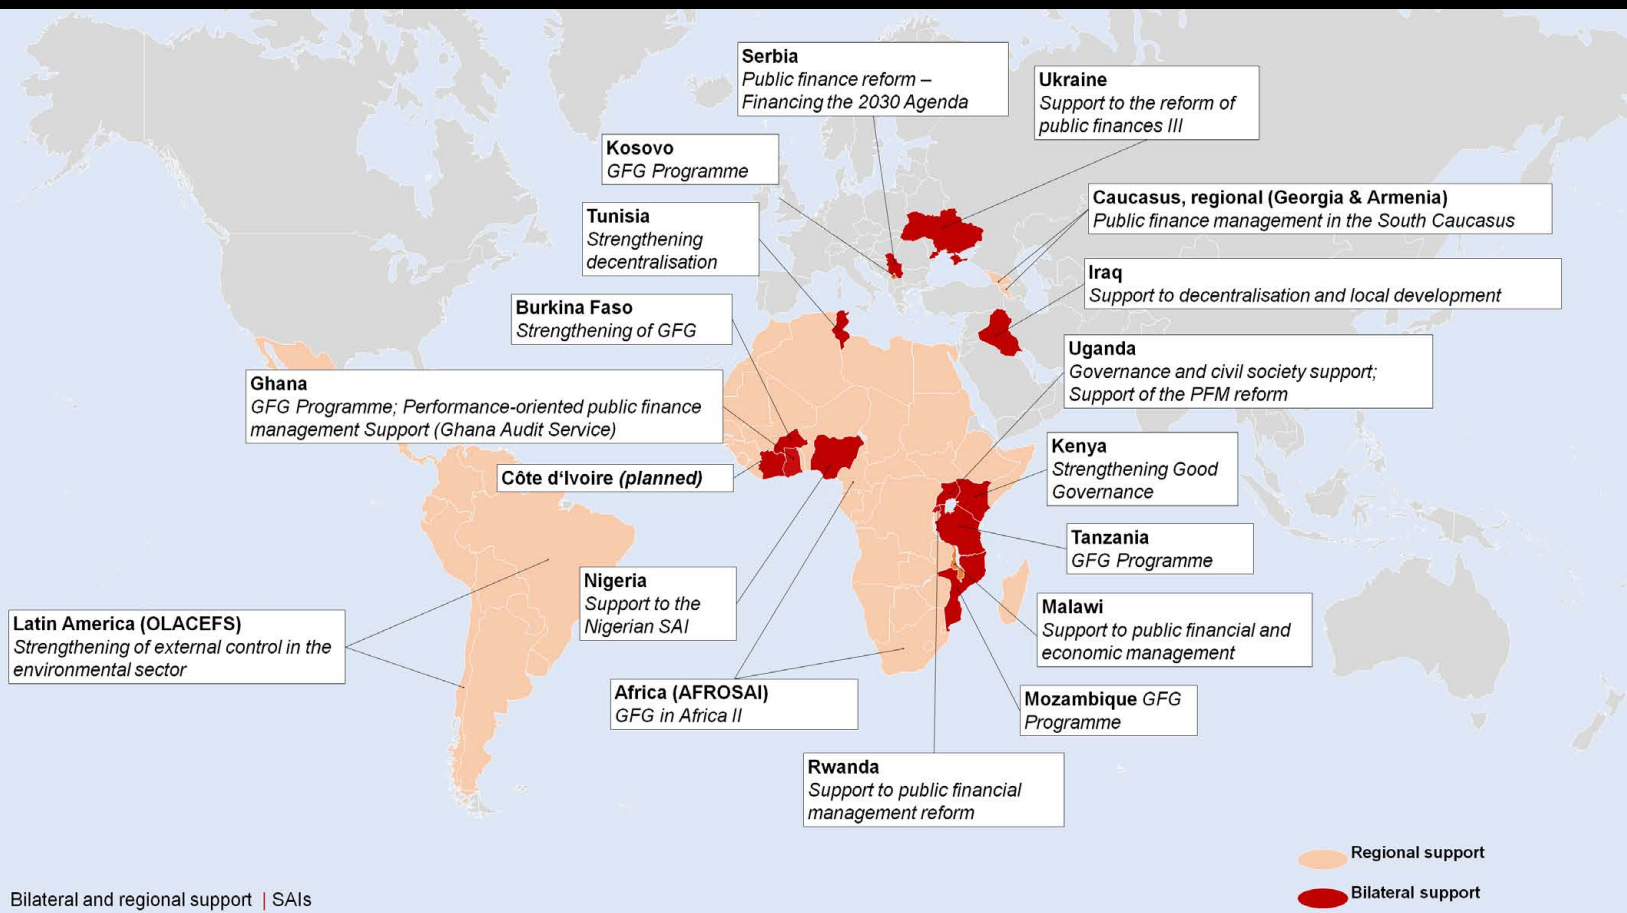 Serbia
Public finance reform –
Financing the 2030 Agenda
Ukraine
Support to the reform of
public finances III
Kosovo
GFG Programme
Caucasus, regional (Georgia & Armenia)
Public finance management in the South Caucasus
Tunisia
Strengthening
decentralisation
Iraq
Support to decentralisation and local development
Burkina Faso
Strengthening of GFG
Uganda
Governance and civil society support;
Support of the PFM reform
Ghana
GFG Programme; Performance-oriented public finance
management Support (Ghana Audit Service)
Kenya
Strengthening Good
Governance
Côte d‘Ivoire (planned)
Tanzania
GFG Programme
Nigeria
Support to the
Nigerian SAI
Malawi
Support to public financial and
economic management
Latin America (OLACEFS)
Strengthening of external control in the
environmental sector
Africa (AFROSAI)
GFG in Africa II
Mozambique GFG
Programme
Rwanda
Support to public financial
management reform
Regional support
Bilateral support
Bilateral and regional support | SAIs